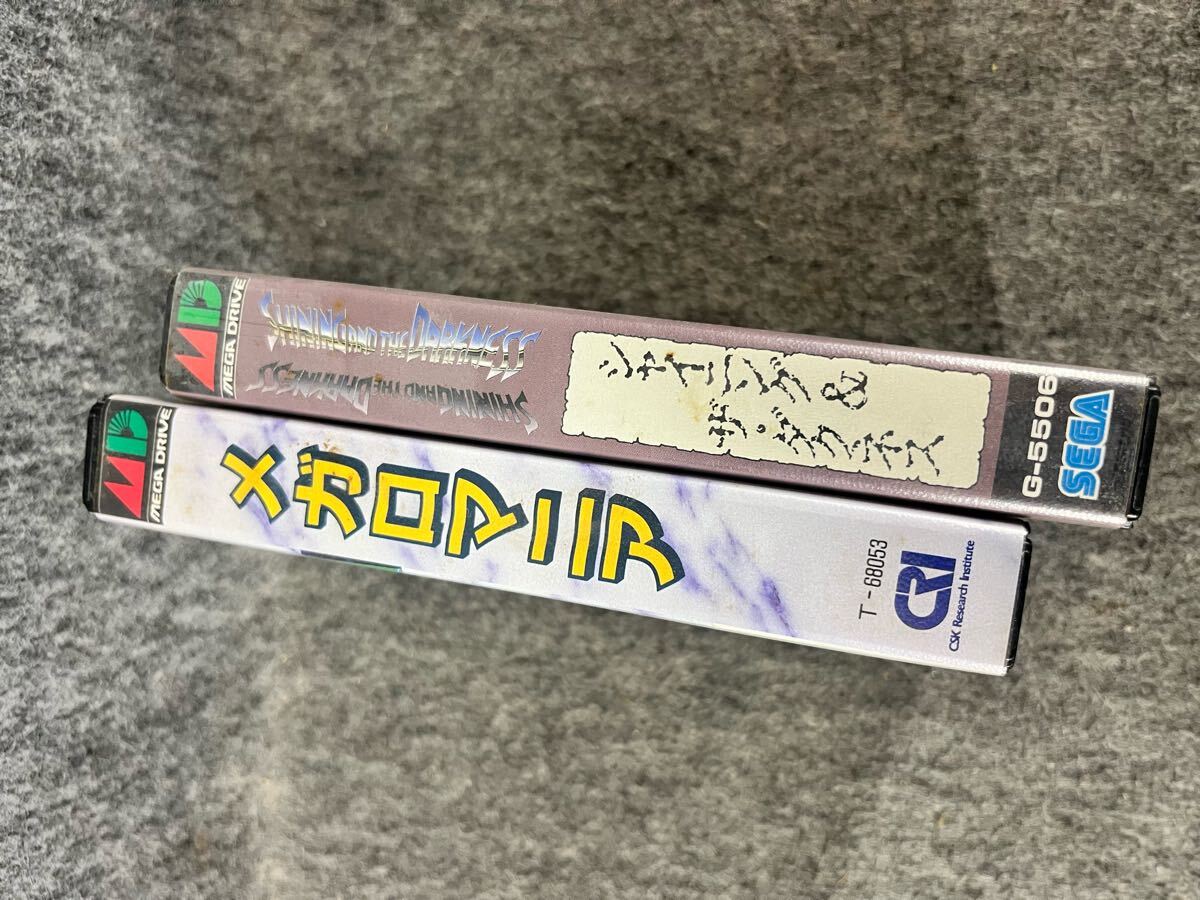 MD
MEGA DRIVE
SHINING AND THE DARKNESS
SHINING AND THE DARKNESS
シャイニング&
ザ・ダクネス
G-5506
SEGA
MD
MEGA DRIVE
メガロマニア
T-68053
CRI
CSK Research Institute